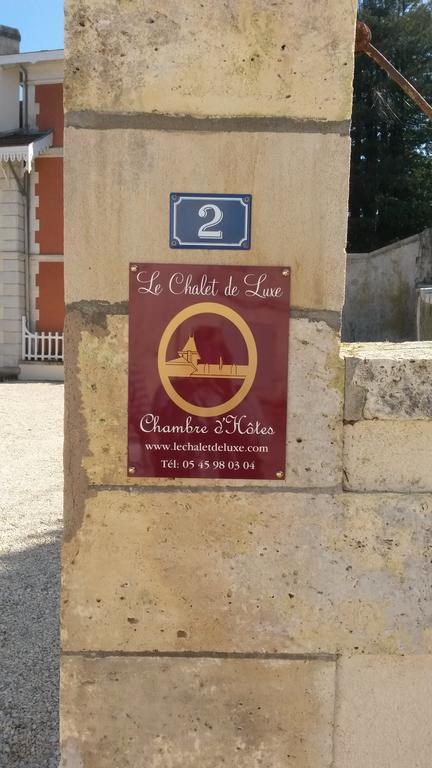 2
Le Chalet de Luxe
Chambre d'Hôtes
www.lechaletdeluxe.com
Tél: 05 45 98 03 04